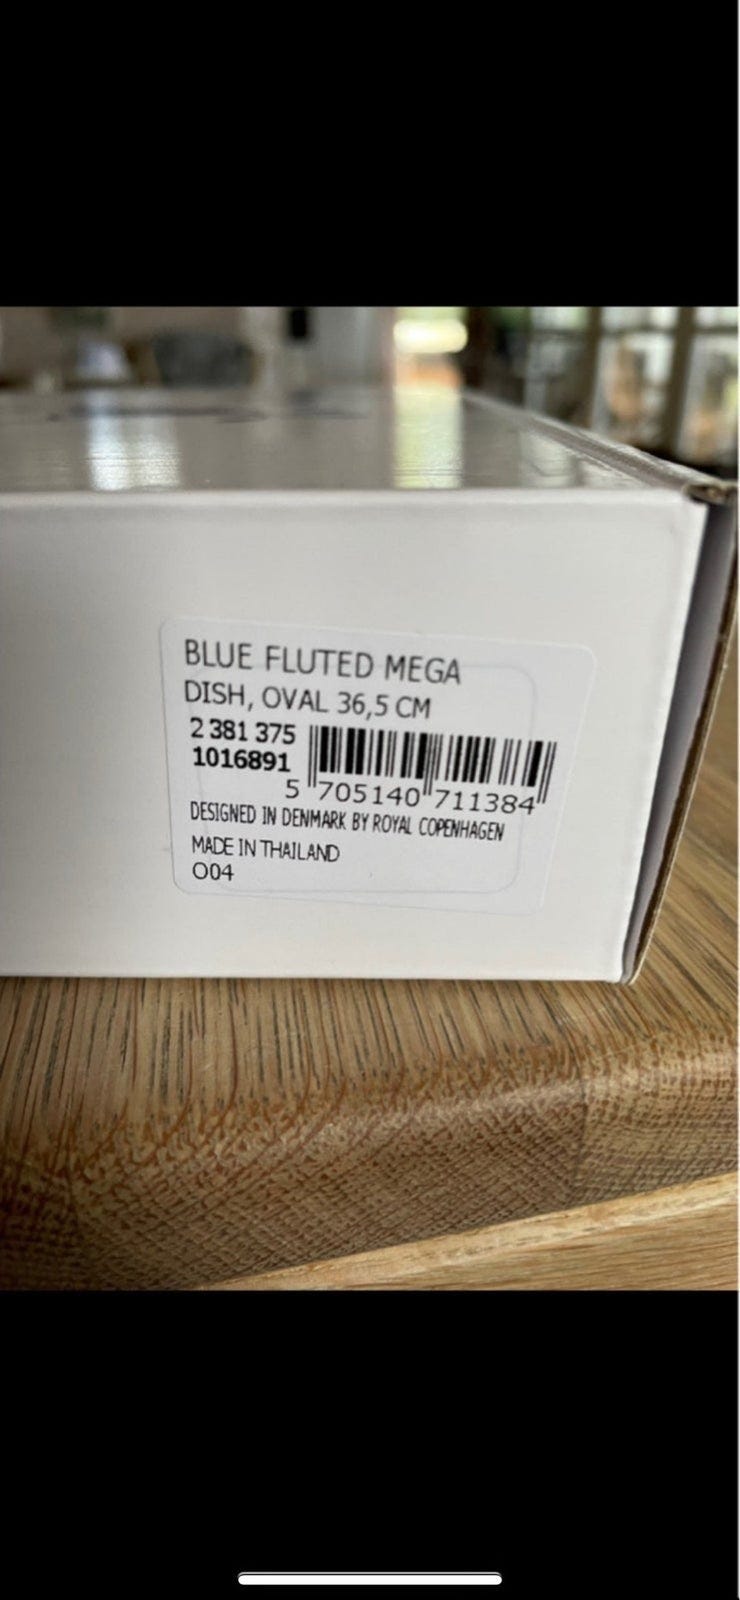 BLUE FLUTED MEGA
DISH, OVAL 36,5 CM
2 381 375
1016891
5 705140 711384
DESIGNED IN DENMARK BY ROYAL COPENHAGEN
MADE IN THAILAND
004